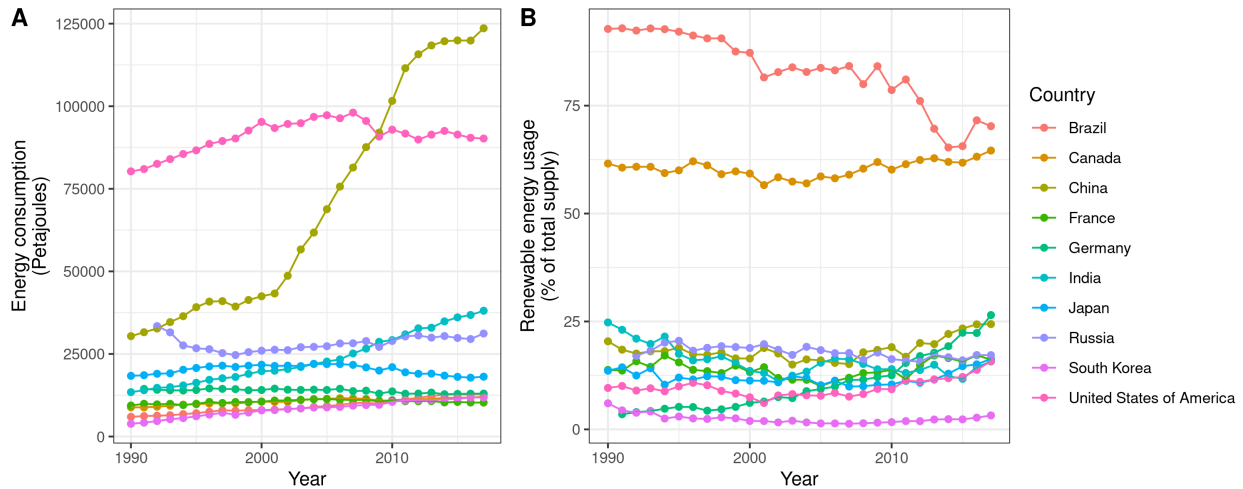 A
Energy consumption
(Petajoules)
125000
100000
75000
50000
25000
0
1990
2000
2010
Year
B
Renewable energy usage
(% of total supply)
75
50
25
0
1990
2000
2010
Year
Country
Brazil
Canada
China
France
Germany
India
Japan
Russia
South Korea
United States of America